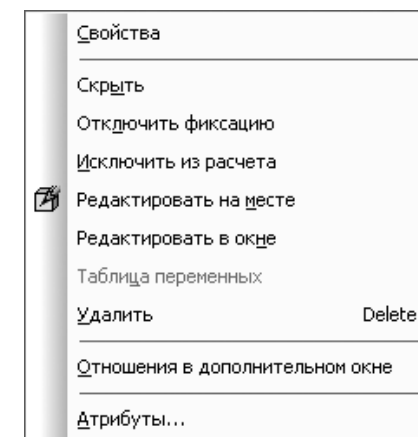 Свойства
Скрыть
Отключить фиксацию
Исключить из расчета
Редактировать на месте
Редактировать в окне
Таблица переменных
Удалить Delete
Отношения в дополнительном окне
Атрибуты...